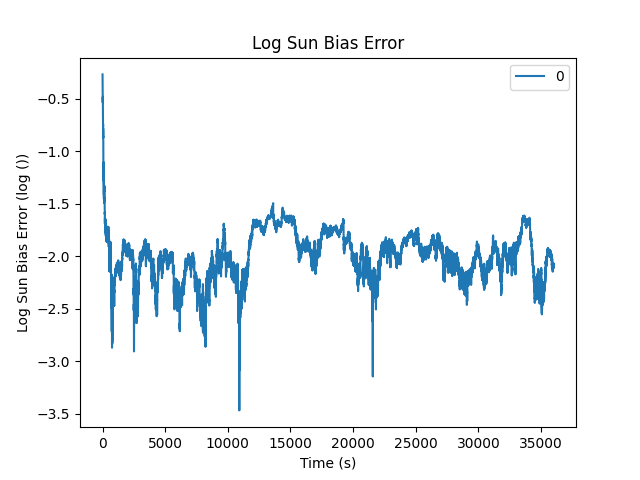 Log Sun Bias Error
0
Log Sun Bias Error (log ())
−0.5
−1.0
−1.5
−2.0
−2.5
−3.0
−3.5
0 5000 10000 15000 20000 25000 30000 35000
Time (s)